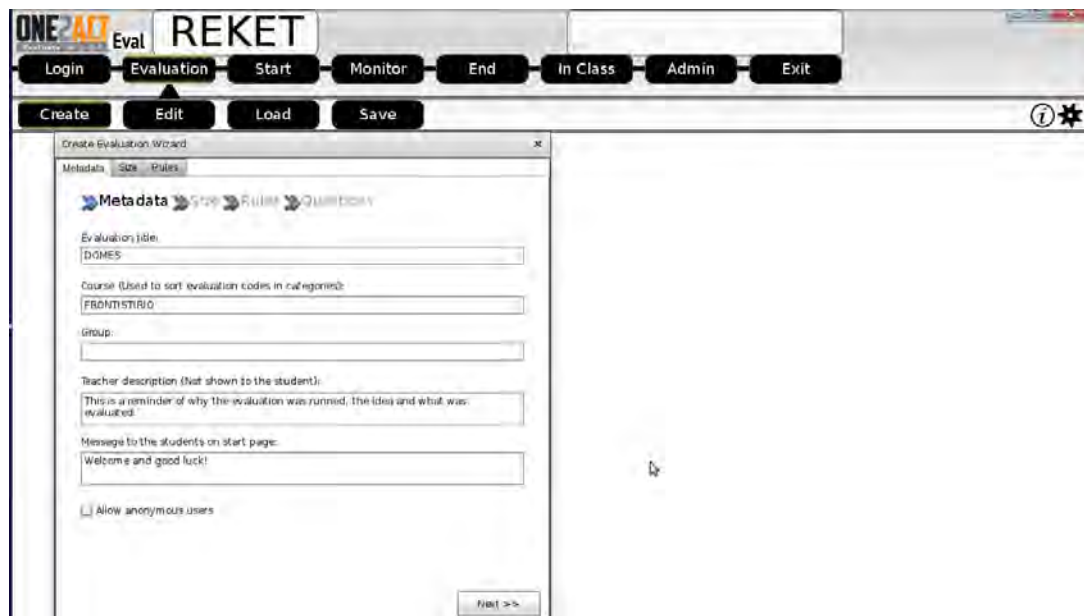 ONE2ACT Eval REKET
Login Evaluation Start Monitor End In Class Admin Exit
Create Edit Load Save
Create Evaluation Wizard
Metadata Size Rules
Metadata Size Rules Questions
Evaluation title:
DOMES
Course (Used to sort evaluation codes in categories):
FRONTISTIRIO
Group:
Teacher description (Not shown to the student):
This is a reminder of why the evaluation was runned, the idea and what was
evaluated.
Message to the students on start page:
Welcome and good luck!
Allow anonymous users
Next >>